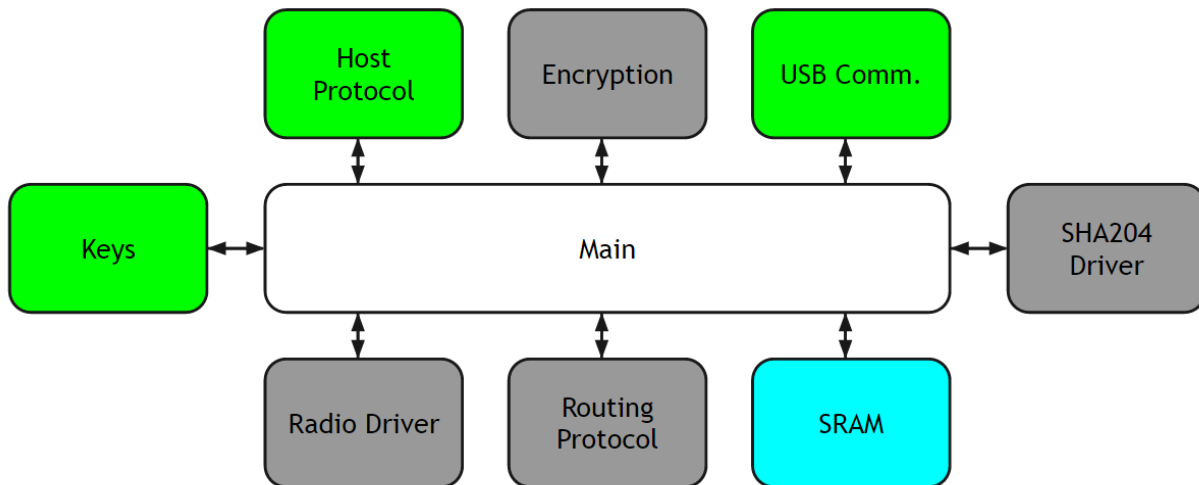 Host
Protocol
Encryption
USB Comm.
Keys
Main
SHA204
Driver
Radio Driver
Routing
Protocol
SRAM